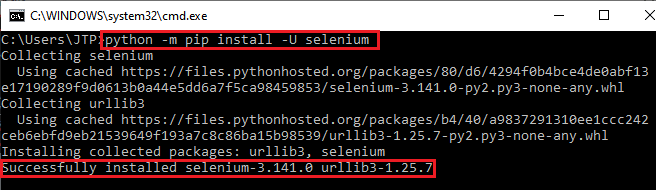 C:\WINDOWS\system32\cmd.exe
C:\Users\JTP>python -m pip install -U selenium
Collecting selenium
Using cached https://files.pythonhosted.org/packages/80/d6/4294f0b4bce4de0abf13
e17190289f9d0613b0a44e5dd6a7f5ca98459853/selenium-3.141.0-py2.py3-none-any.whl
Collecting urllib3
Using cached https://files.pythonhosted.org/packages/b4/40/a9837291310ee1ccc242
ceb6ebfd9eb21539649f193a7c8c86ba15b98539/urllib3-1.25.7-py2.py3-none-any.whl
Installing collected packages: urllib3, selenium
Successfully installed selenium-3.141.0 urllib3-1.25.7